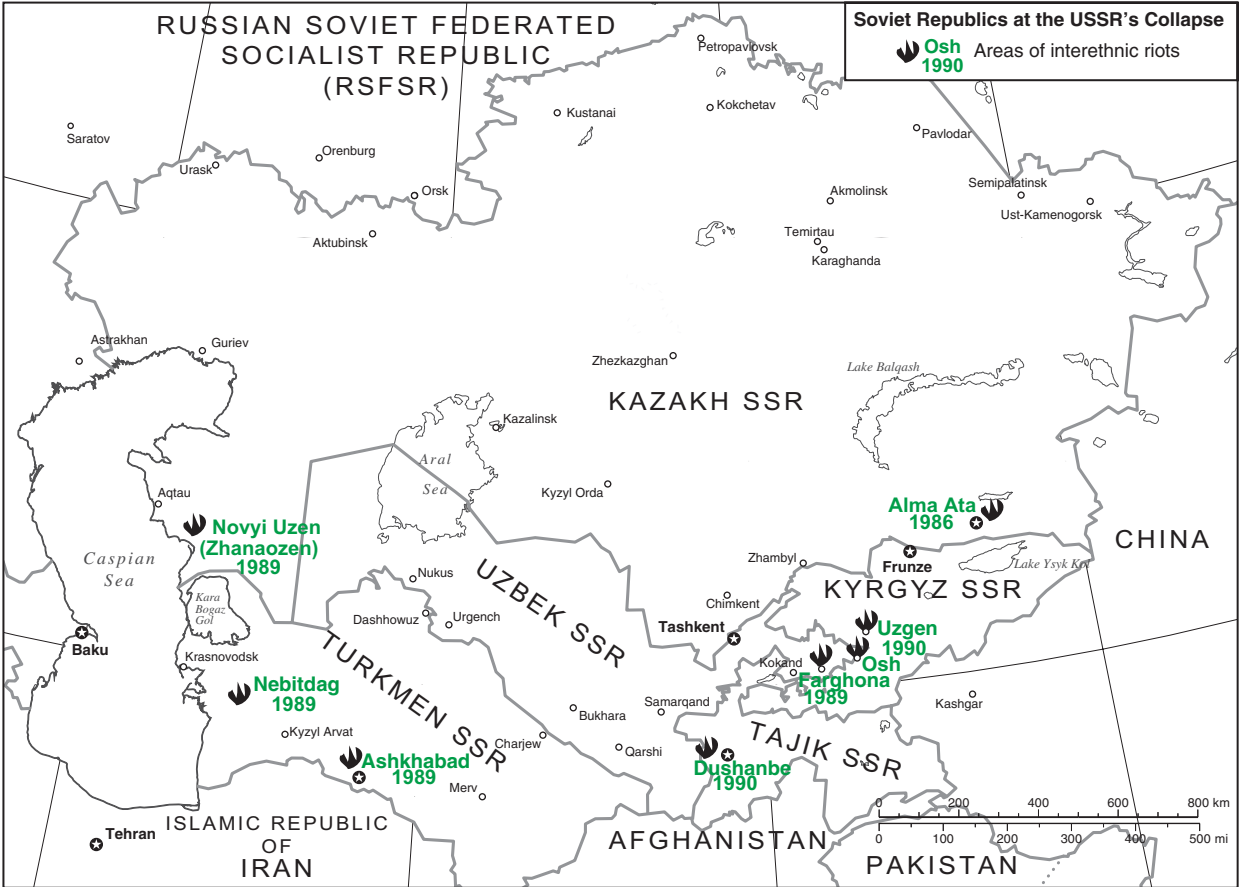 RUSSIAN SOVIET FEDERATED
SOCIALIST REPUBLIC
(RSFSR)
Soviet Republics at the USSR's Collapse
Osh
1990
Areas of interethnic riots
Petropavlovsk
Kustanai
Kokchetav
Pavlodar
Saratov
Orenburg
Urask
Orsk
Akmolinsk
Semipalatinsk
Ust-Kamenogorsk
Aktubinsk
Temirtau
Karaghanda
Astrakhan
Guriev
Zhezkazghan
Lake Balqash
KAZAKH SSR
Kazalinsk
Aral
Sea
Kyzyl Orda
Aqtau
Alma Ata
1986
Novyi Uzen
(Zhanaozen)
1989
CHINA
Caspian
Sea
Zhambyl
Frunze
Lake Ysyk Kol
Nukus
UZBEK SSR
KYRGYZ SSR
Kara
Bogaz
Gol
Chimkent
Dashhowuz
Urgench
Tashkent
Uzgen
1990
Baku
Krasnovodsk
TURKMEN SSR
Kokand
Osh
Farghona
1989
Nebitdag
1989
Samarqand
Kashgar
Bukhara
Kyzyl Arvat
Charjew
Qarshi
TAJIK SSR
Ashkhabad
1989
Dushanbe
1990
Merv
0 200 400 600 800 km
0 100 200 300 400 500 mi
ISLAMIC REPUBLIC
OF
IRAN
Tehran
AFGHANISTAN
PAKISTAN